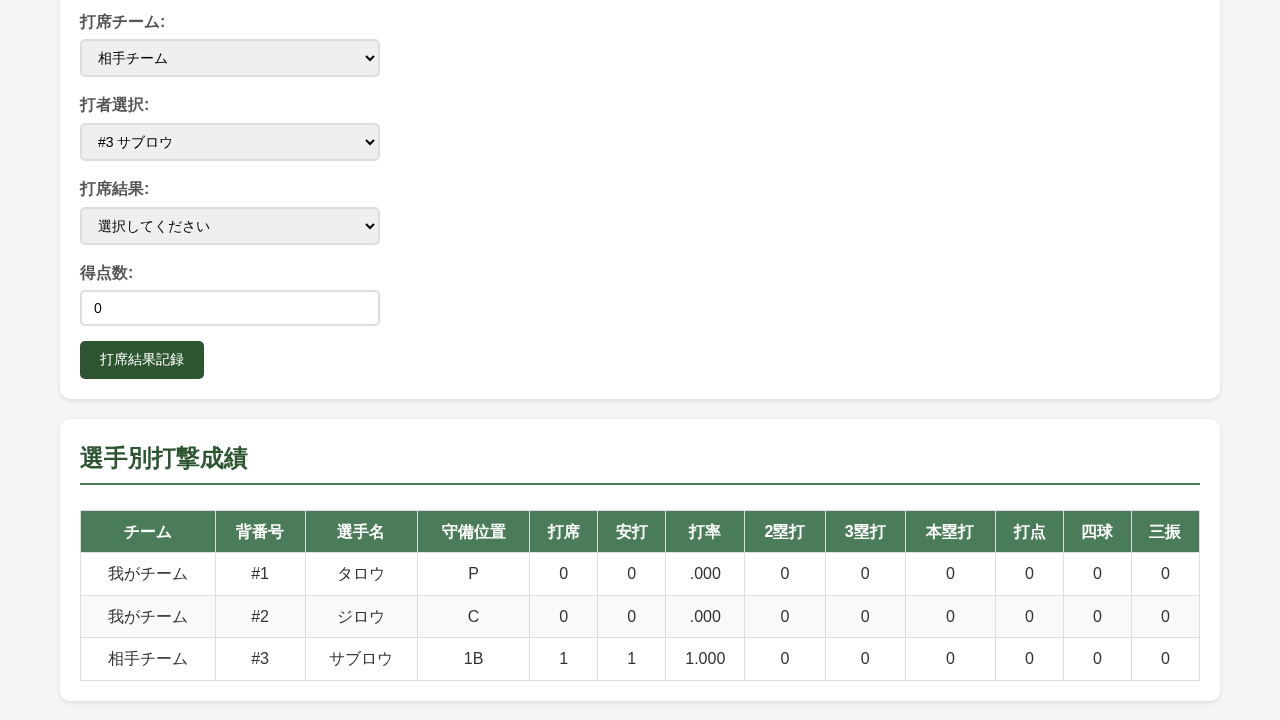 打席チーム:
相手チーム
打者選択:
#3 サブロウ
打席結果:
選択してください
得点数:
0
打席結果記録
選手別打撃成績
チーム 背番号 選手名 守備位置 打席 安打 打率 2塁打 3塁打 本塁打 打点 四球 三振
我がチーム #1 タロウ P 0 0 .000 0 0 0 0 0 0
我がチーム #2 ジロウ C 0 0 .000 0 0 0 0 0 0
相手チーム #3 サブロウ 1B 1 1 1.000 0 0 0 0 0 0